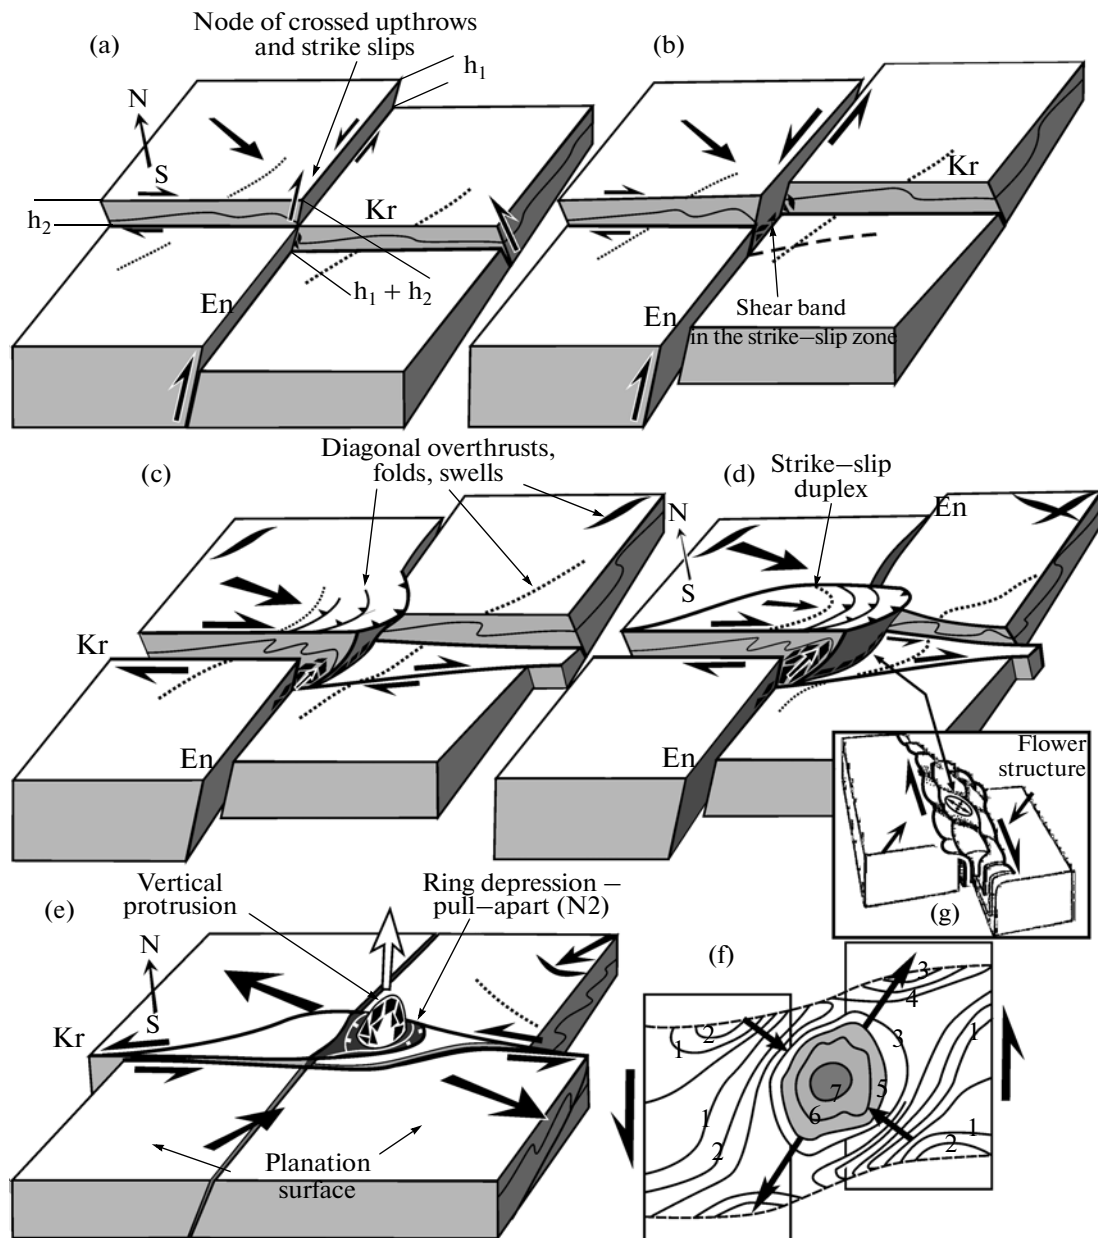 (a)
Node of crossed upthrows
and strike slips
h1
N
S
h2
Kr
h1 + h2
En
(b)
Kr
En
Shear band
in the strike–slip zone
(c)
Diagonal overthrusts,
folds, swells
Kr
En
(d)
Strike–slip
duplex
En
N
S
En
Flower
structure
(g)
(e)
Vertical
protrusion
Ring depression –
pull–apart (N2)
N
S
Kr
Planation
surface
(f)
3
4
2
1
3
1
7
5
6
1
2
1
2